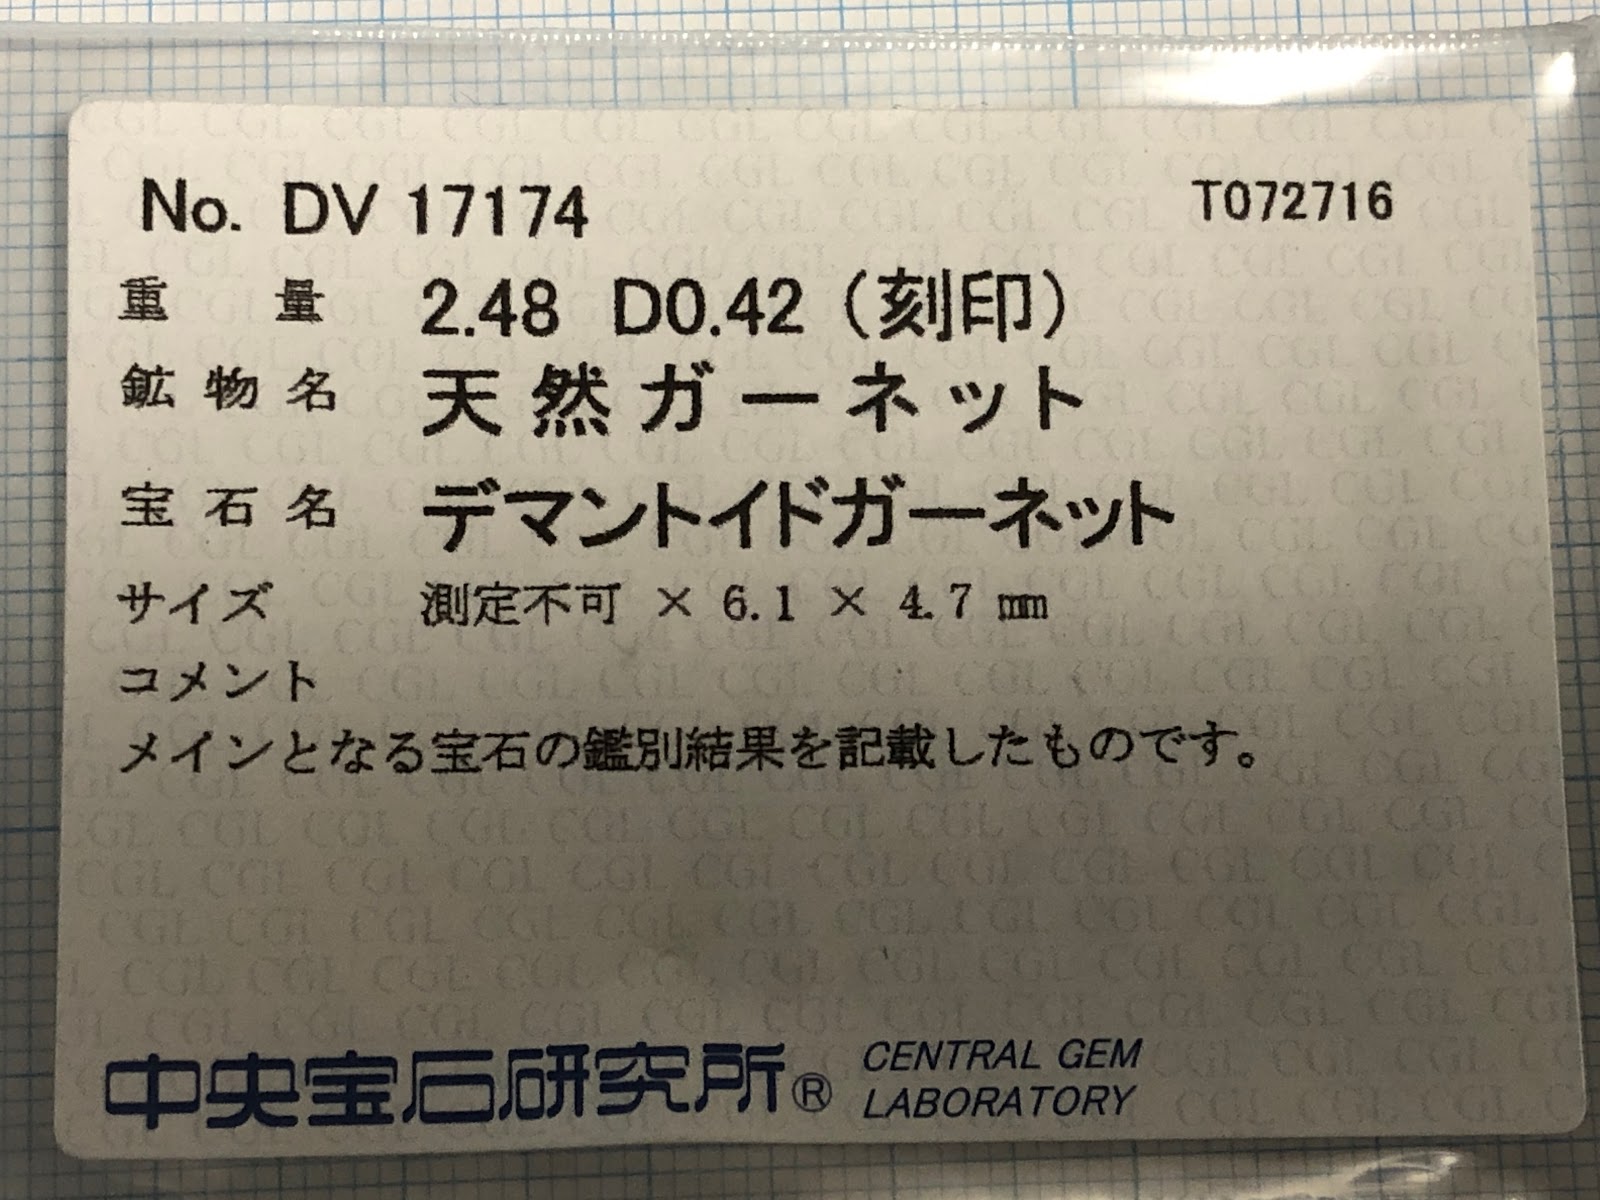 No. DV 17174 T072716
重量 2.48 D0.42 (刻印)
鉱物名 天然ガーネット
宝石名 デマントイドガーネット
サイズ 測定不可 × 6.1 × 4.7 mm
コメント
メインとなる宝石の鑑別結果を記載したものです。
中央宝石研究所® CENTRAL GEM
LABORATORY